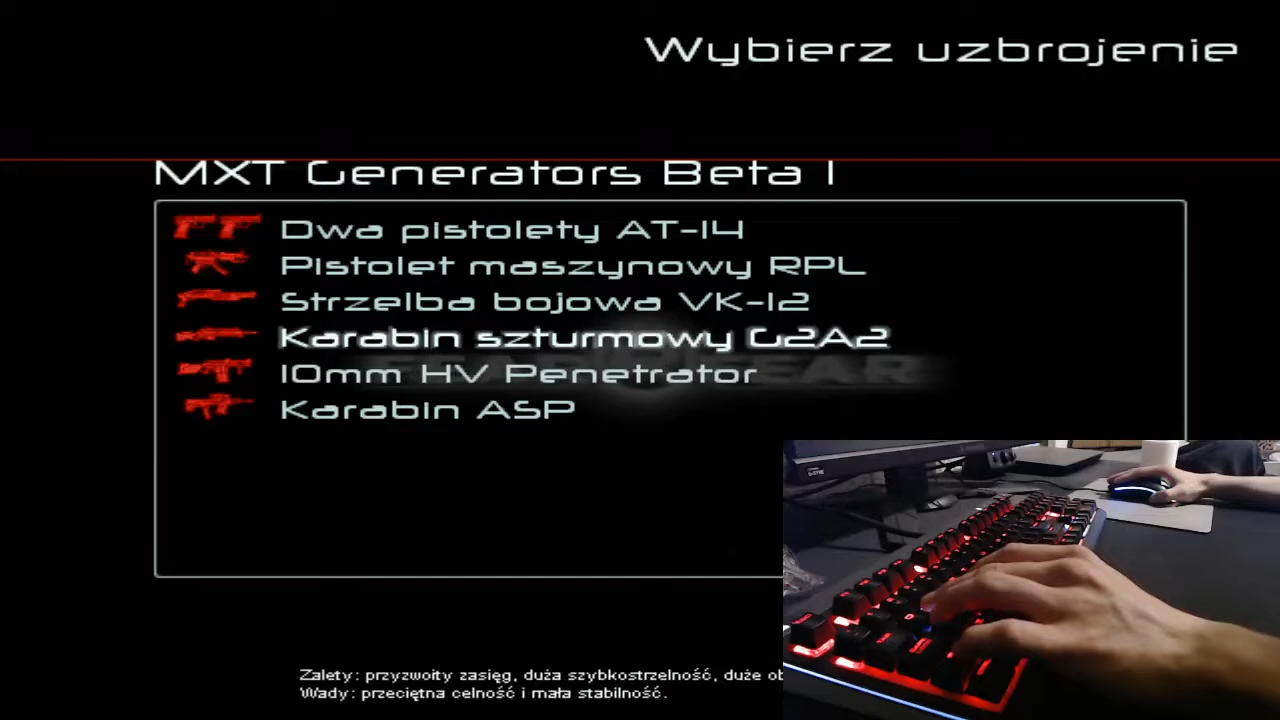 Wybierz uzbrojenie
MXT Generators Beta 1
Dwa pistolety AT-14
Pistolet maszynowy RPL
Strzelba bojowa VK-12
Karabin szturmowy G2A2
10mm HV Penetrator
Karabin ASP
Zalety: przyzwoity zasięg, duża szybkostrzelność, duże
Wady: przeciętna celność i mała stabilność.